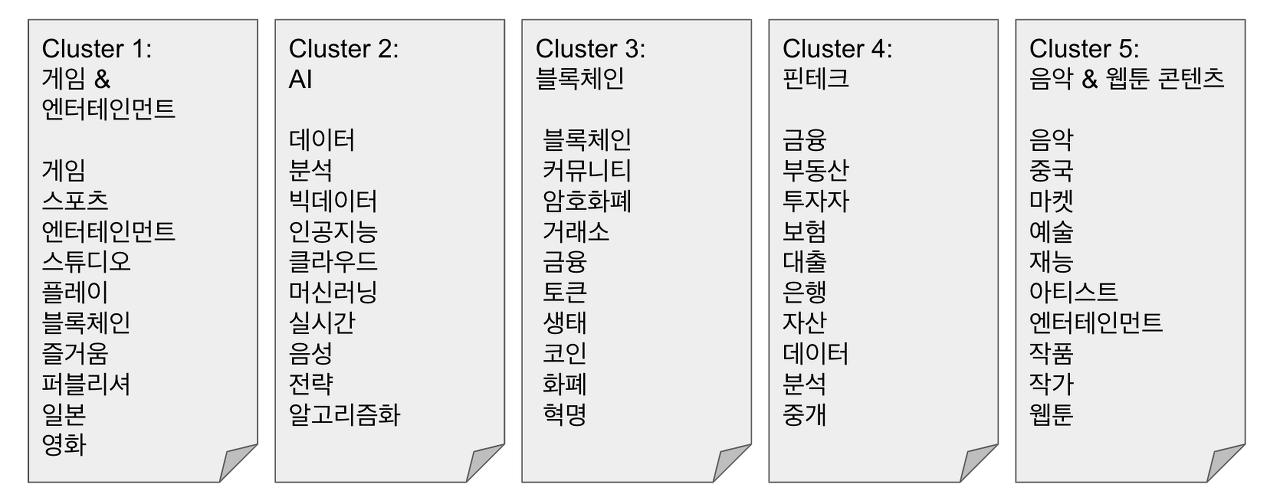 Cluster 1:
게임 &
엔터테인먼트
게임
스포츠
엔터테인먼트
스튜디오
플레이
블록체인
즐거움
퍼블리셔
일본
영화
Cluster 2:
AI
데이터
분석
빅데이터
인공지능
클라우드
머신러닝
실시간
음성
전략
알고리즘화
Cluster 3:
블록체인
블록체인
커뮤니티
암호화폐
거래소
금융
토큰
생태
코인
화폐
혁명
Cluster 4:
핀테크
금융
부동산
투자자
보험
대출
은행
자산
데이터
분석
중개
Cluster 5:
음악 & 웹툰 콘텐츠
음악
중국
마켓
예술
재능
아티스트
엔터테인먼트
작품
작가
웹툰